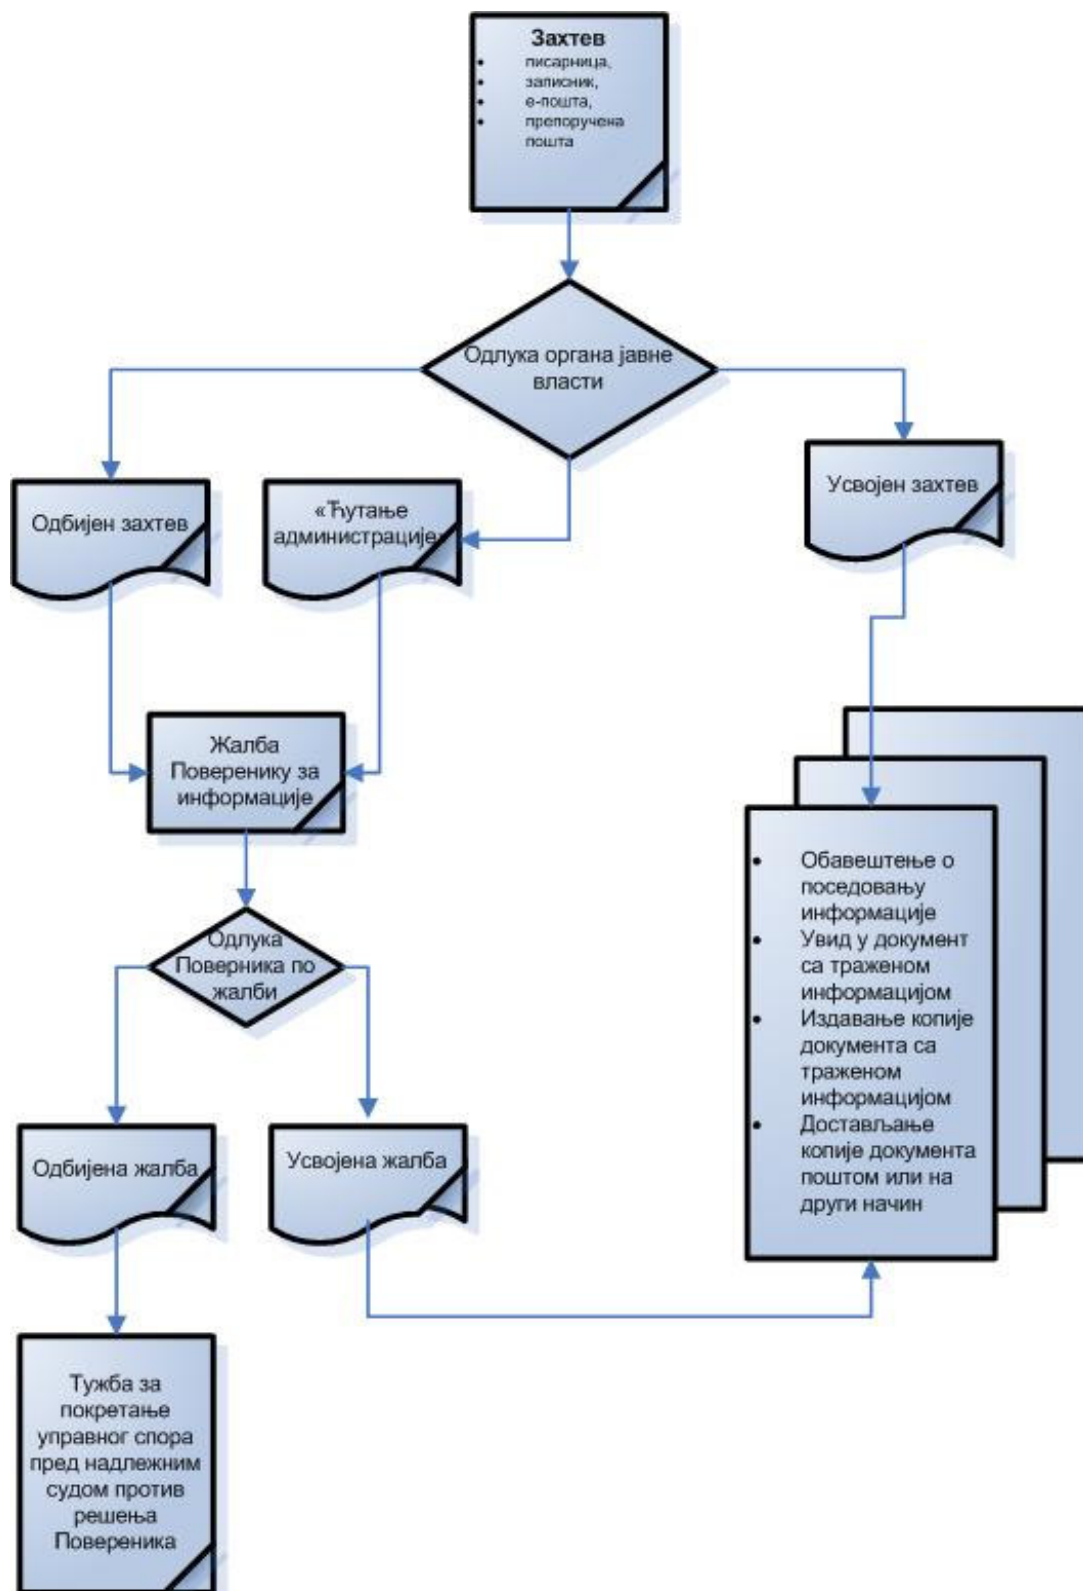 Захтев
• писарница,
• записник,
• е-пошта,
• препоручена
пошта
Одлука органа јавне
власти
Одбијен захтев
«Ћутање
администрације»
Усвојен захтев
Жалба
Поверенику за
информације
Одлука
Поверника по
жалби
Одбијена жалба
Усвојена жалба
• Обавештење о
поседовању
информације
• Увид у документ
са траженом
информацијом
• Издавање копије
документа са
траженом
информацијом
• Достављање
копије документа
поштом или на
други начин
Тужба за
покретање
управног спора
пред надлежним
судом против
решења
Повереника